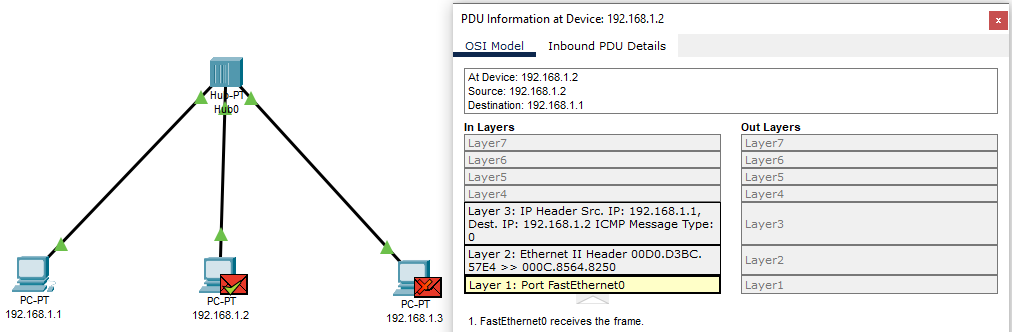 Hub-PT
Hub0
PC-PT
192.168.1.1
PC-PT
192.168.1.2
PC-PT
192.168.1.3
PDU Information at Device: 192.168.1.2
x
OSI Model
Inbound PDU Details
At Device: 192.168.1.2
Source: 192.168.1.2
Destination: 192.168.1.1
In Layers
Layer7
Layer6
Layer5
Layer4
Layer 3: IP Header Src. IP: 192.168.1.1,
Dest. IP: 192.168.1.2 ICMP Message Type:
0
Layer 2: Ethernet II Header 00D0.D3BC.
57E4 >> 000C.8564.8250
Layer 1: Port FastEthernet0
Out Layers
Layer7
Layer6
Layer5
Layer4
Layer3
Layer2
Layer1
1. FastEthernet0 receives the frame.